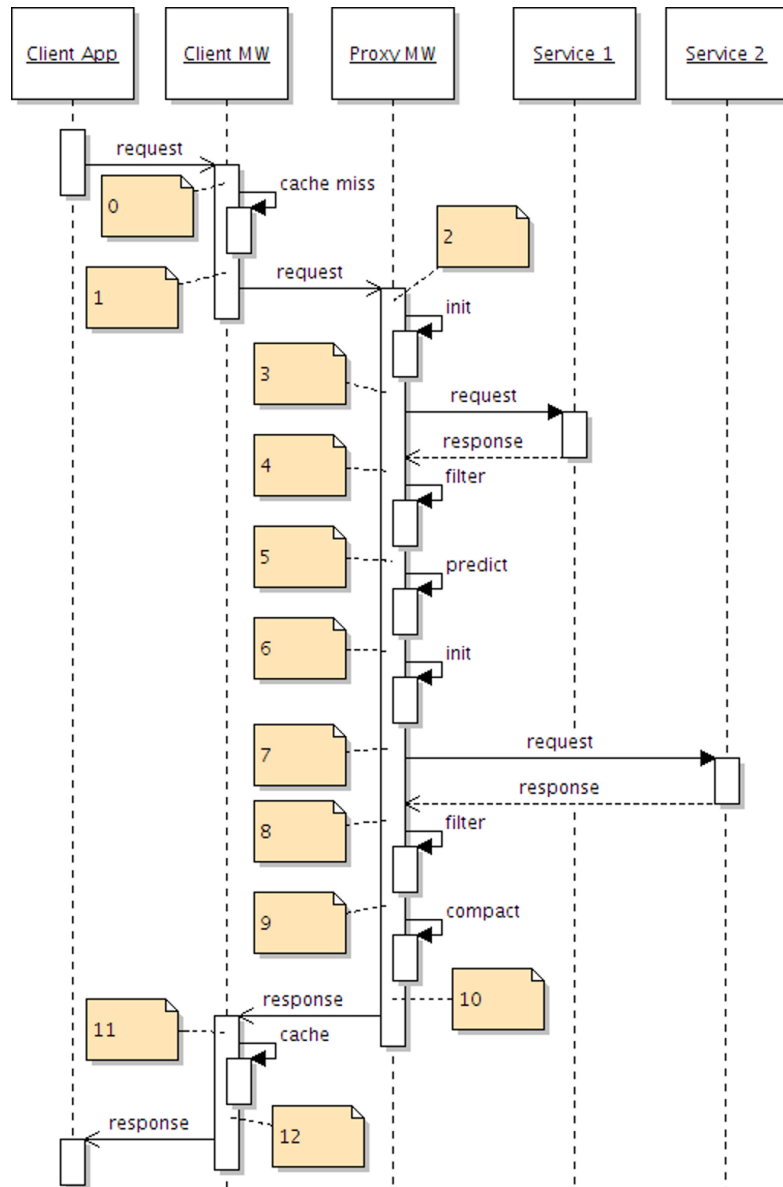 Client App
Client MW
Proxy MW
Service 1
Service 2
request
0
cache miss
2
1
request
init
3
request
response
4
filter
5
predict
6
init
7
request
response
8
filter
9
compact
10
response
11
cache
12
response